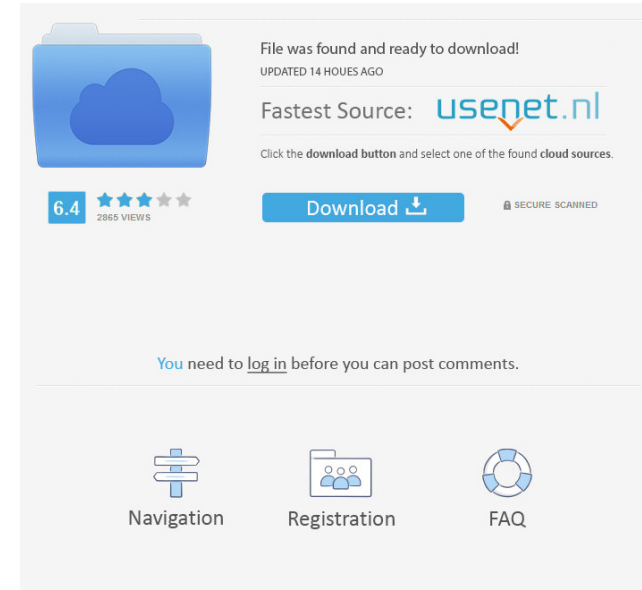 File was found and ready to download!
UPDATED 14 HOUES AGO
Fastest Source: usenet.nl
Click the download button and select one of the found cloud sources.
6.4
2865 VIEWS
Download
SECURE SCANNED
You need to log in before you can post comments.
Navigation
Registration
FAQ